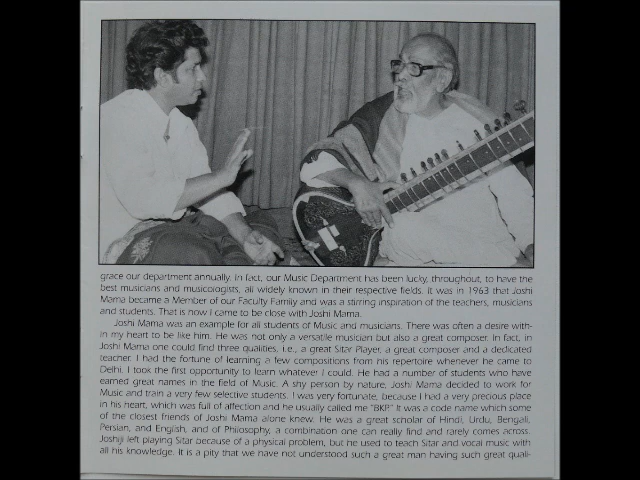 grace our department annually. In fact, our Music Department has been lucky, throughout, to have the
best musicians and musicologists, all widely known in their respective fields. It was in 1963 that Joshi
Mama became a Member of our Faculty Family and was a stirring inspiration of the teachers, musicians
and students. That is now I came to be close with Joshi Mama.
Joshi Mama was an example for all students of Music and musicians. There was often a desire with-
in my heart to be like him. He was not only a versatile musician but also a great composer. In fact, in
Joshi Mama one could find three qualities, i.e., a great Sitar Player, a great composer and a dedicated
teacher. I had the fortune of learning a few compositions from his repertoire whenever he came to
Delhi. I took the first opportunity to learn whatever I could. He had a number of students who have
earned great names in the field of Music. A shy person by nature, Joshi Mama decided to work for
Music and train a very few selective students. I was very fortunate, because I had a very precious place
in his heart, which was full of affection and he usually called me "BKP." It was a code name which some
of the closest friends of Joshi Mama alone knew. He was a great scholar of Hindi, Urdu, Bengali,
Persian, and English, and of Philosophy, a combination one can really find and rarely comes across.
Joshiji left playing Sitar because of a physical problem, but he used to teach Sitar and vocal music with
all his knowledge. It is a pity that we have not understood such a great man having such great quali-